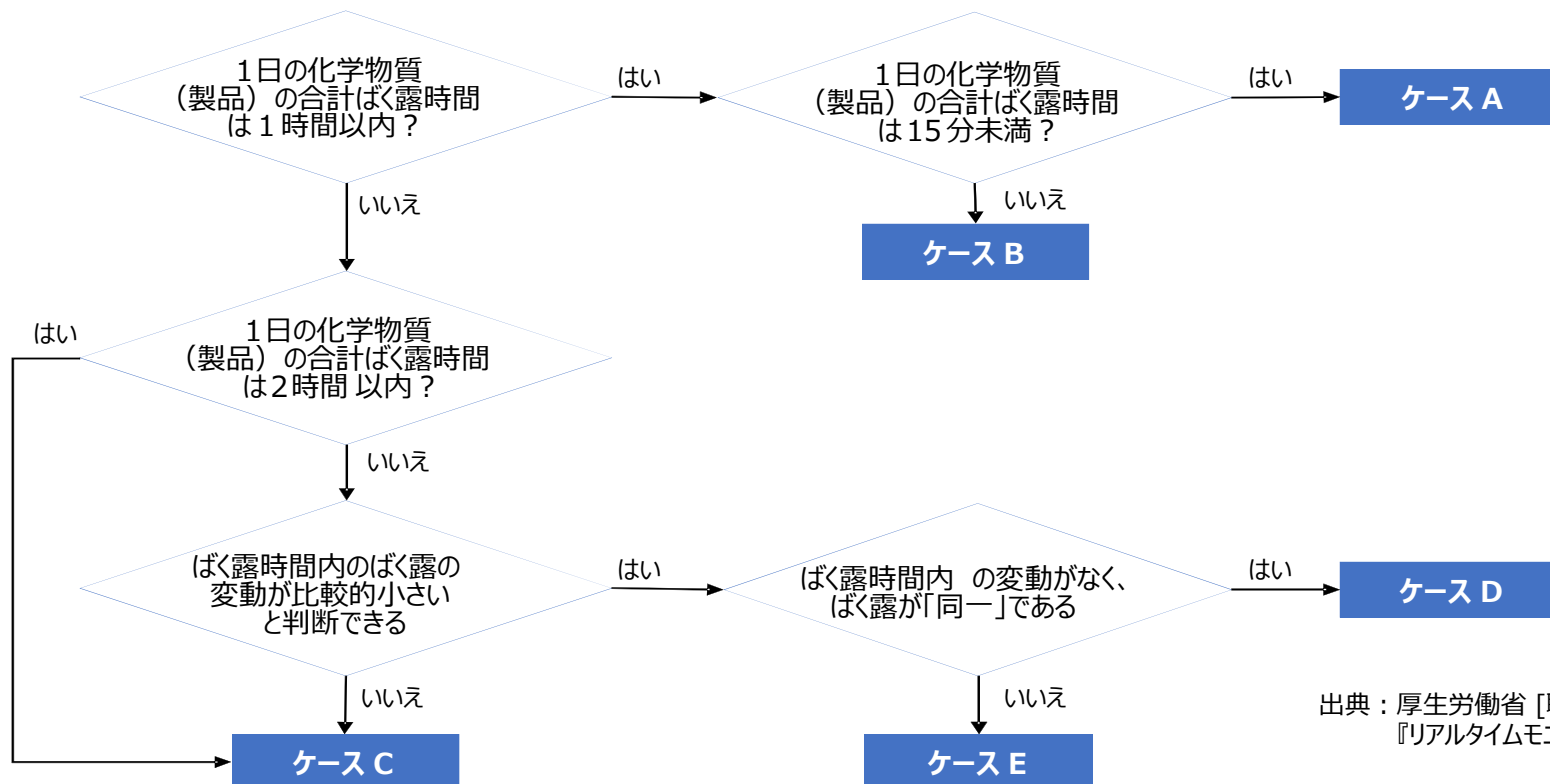 1日の化学物質
（製品）の合計ばく露時間
は１時間以内？
はい
1日の化学物質
（製品）の合計ばく露時間
は15分未満？
はい
ケース A
いいえ
いいえ
ケース B
はい
1日の化学物質
（製品）の合計ばく露時間
は2時間 以内？
いいえ
ばく露時間内のばく露の
変動が比較的小さい
と判断できる
はい
ばく露時間内 の変動がなく、
ばく露が「同一」である
はい
ケース D
いいえ
いいえ
ケース C
ケース E
出典：厚生労働省 [
『リアルタイムモ